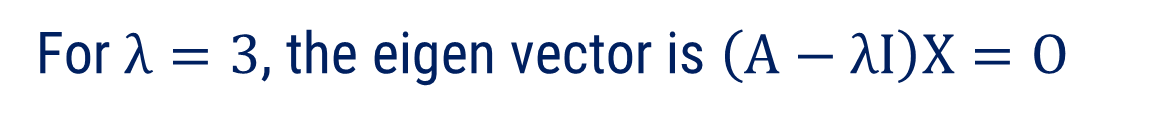 For λ = 3, the eigen vector is (A − λI)X = O